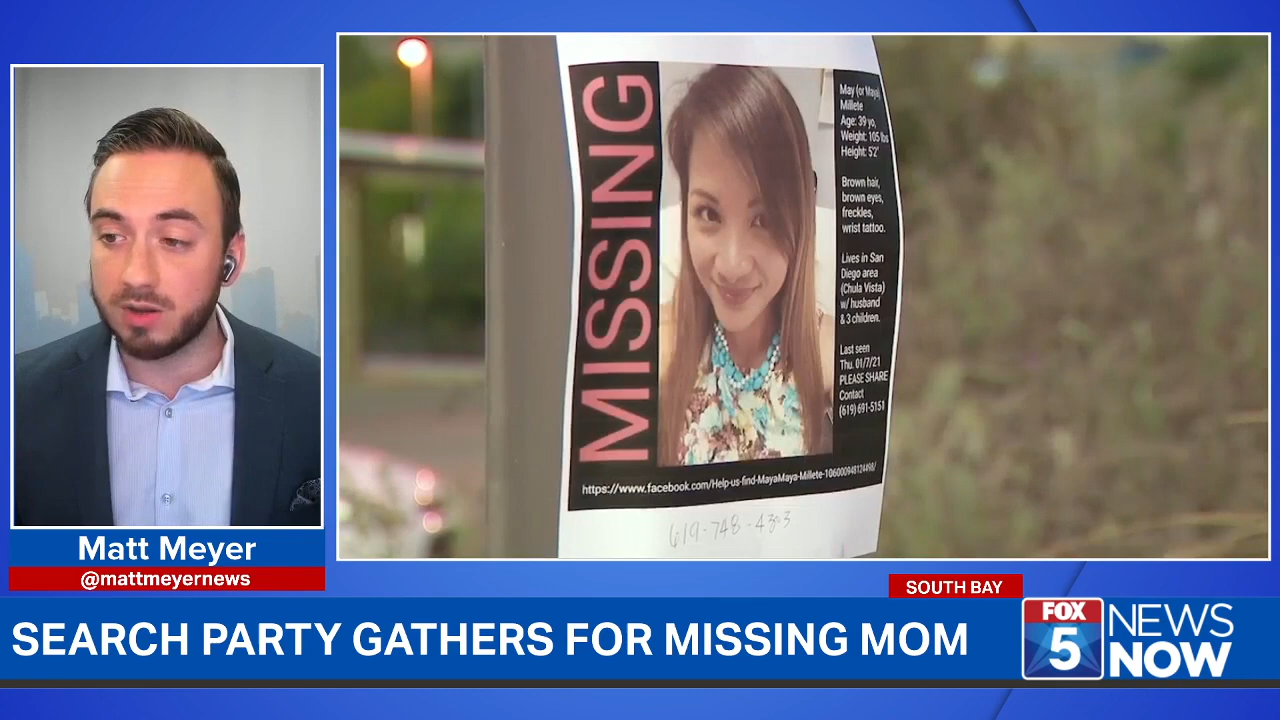 MISSING
May (or Maya)
Millete
Age: 39 yo,
Weight: 105 lbs
Height: 5'2"
Brown hair,
brown eyes,
freckles,
wrist tattoo.
Lives in San
Diego area
(Chula Vista)
w/ husband
& 3 children.
Last seen
Thu. 01/7/21
PLEASE SHARE
Contact
(619) 691-5151
https://www.facebook.com/Help-us-find-MayaMaya-Millete-106000948124498/
619-748-4303
Matt Meyer
@mattmeyernews
SOUTH BAY
SEARCH PARTY GATHERS FOR MISSING MOM
FOX
5
NEWS
NOW